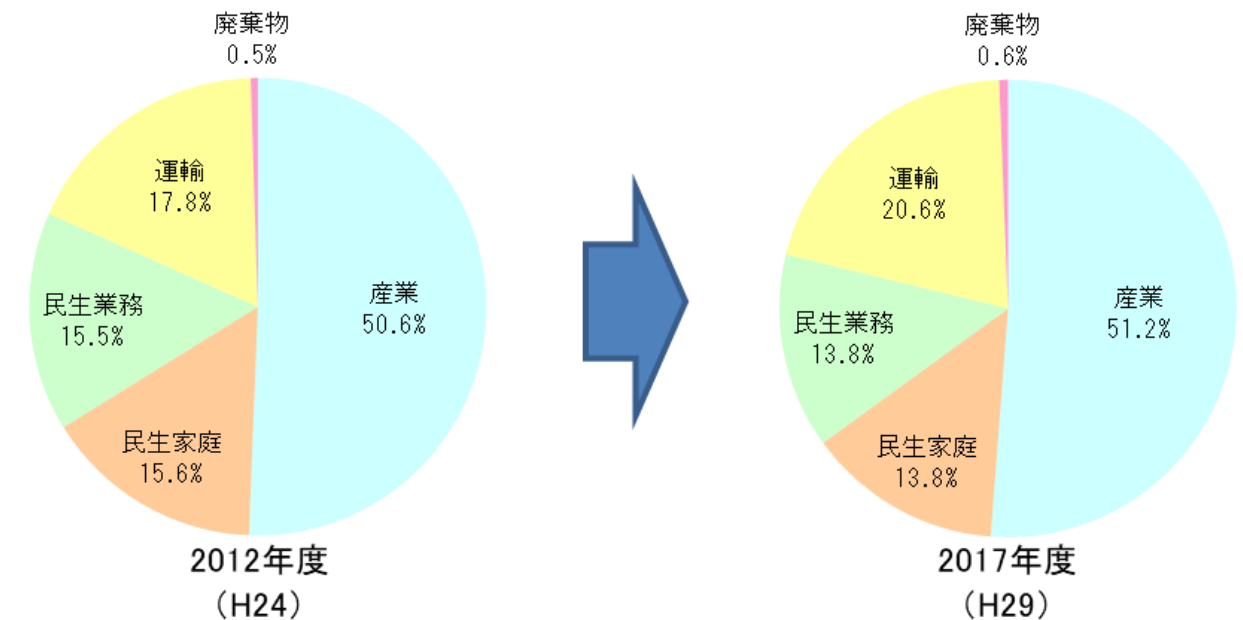 廃棄物
0.5%
運輸
17.8%
産業
50.6%
民生業務
15.5%
民生家庭
15.6%
2012年度
（H24）
廃棄物
0.6%
運輸
20.6%
産業
51.2%
民生業務
13.8%
民生家庭
13.8%
2017年度
（H29）